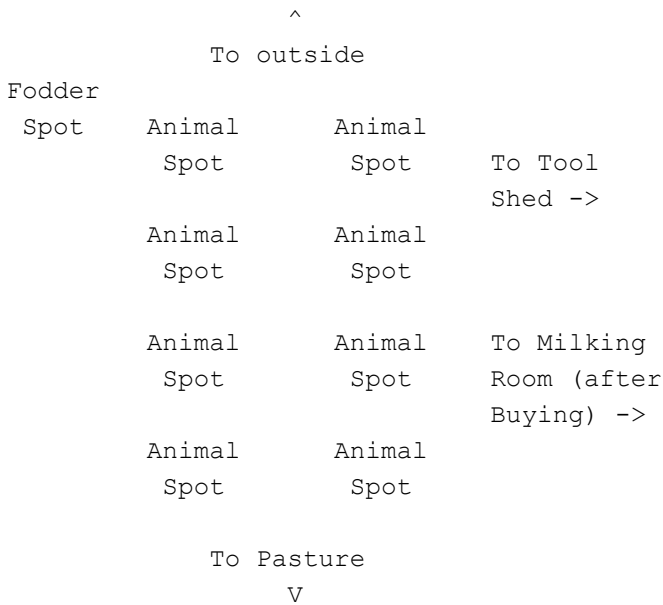 ^
To outside
Fodder
Spot Animal Animal
Spot Spot To Tool
Shed ->
Animal Animal
Spot Spot
Animal Animal To Milking
Spot Spot Room (after
Buying) ->
Animal Animal
Spot Spot
To Pasture
V